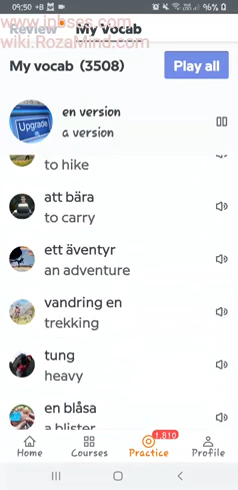 09:50 +B
96%
www.jobses.com
wiki.RozaMind.com
Review
My Vocab
My vocab (3508)
Play all
Upgrade
en version
a version
to hike
att bära
to carry
ett äventyr
an adventure
vandring en
trekking
tung
heavy
en blåsa
a blister
1,810
Home
Courses
Practice
Profile